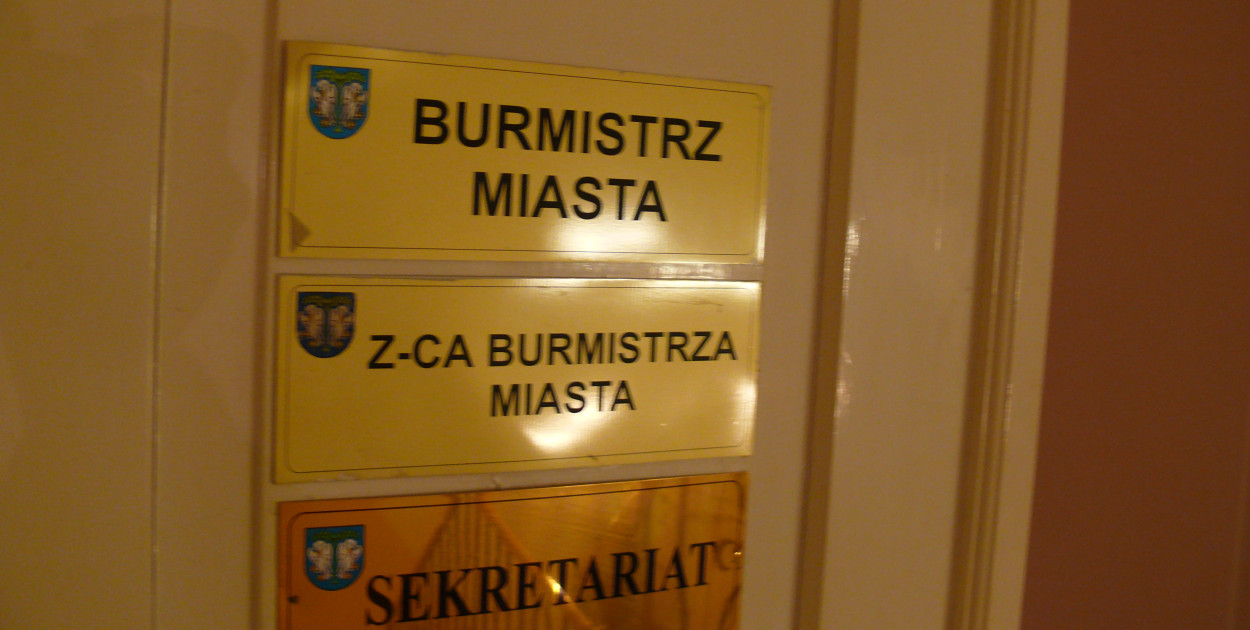 BURMISTRZ
MIASTA
Z-CA BURMISTRZA
MIASTA
SEKRETARIAT